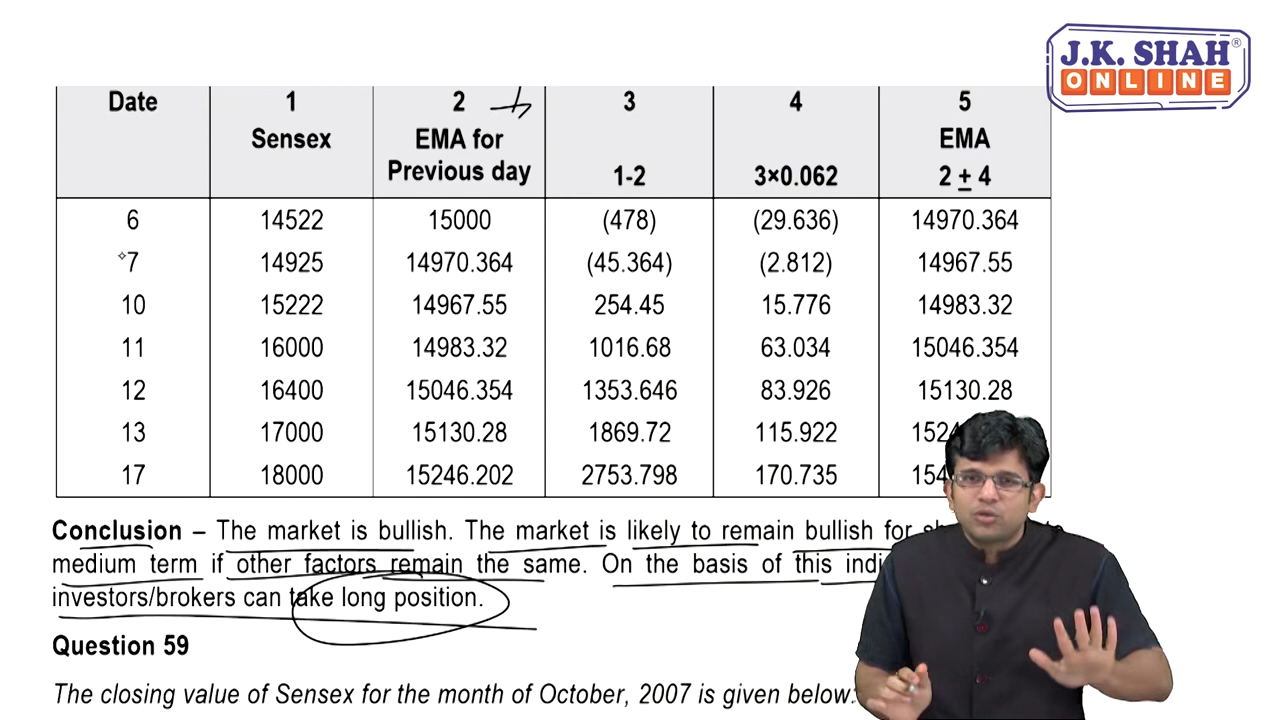 J.K. SHAH®
ONLINE
Date 1 2 3 4 5
Sensex EMA for EMA
Previous day 1-2 3×0.062 2 ± 4
6 14522 15000 (478) (29.636) 14970.364
7 14925 14970.364 (45.364) (2.812) 14967.55
10 15222 14967.55 254.45 15.776 14983.32
11 16000 14983.32 1016.68 63.034 15046.354
12 16400 15046.354 1353.646 83.926 15130.28
13 17000 15130.28 1869.72 115.922
17 18000 15246.202 2753.798 170.735
Conclusion – The market is bullish. The market is likely to remain bullish for
medium term if other factors remain the same. On the basis of this
investors/brokers can take long position.
Question 59
The closing value of Sensex for the month of October, 2007 is given below: